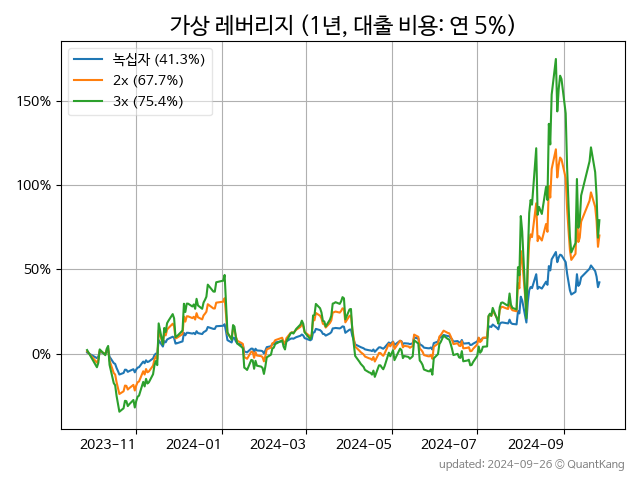 가상 레버리지 (1년, 대출 비용: 연 5%)
녹십자 (41.3%)
2x (67.7%)
3x (75.4%)
150%
100%
50%
0%
2023-11 2024-01 2024-03 2024-05 2024-07 2024-09
updated: 2024-09-26 © QuantKang